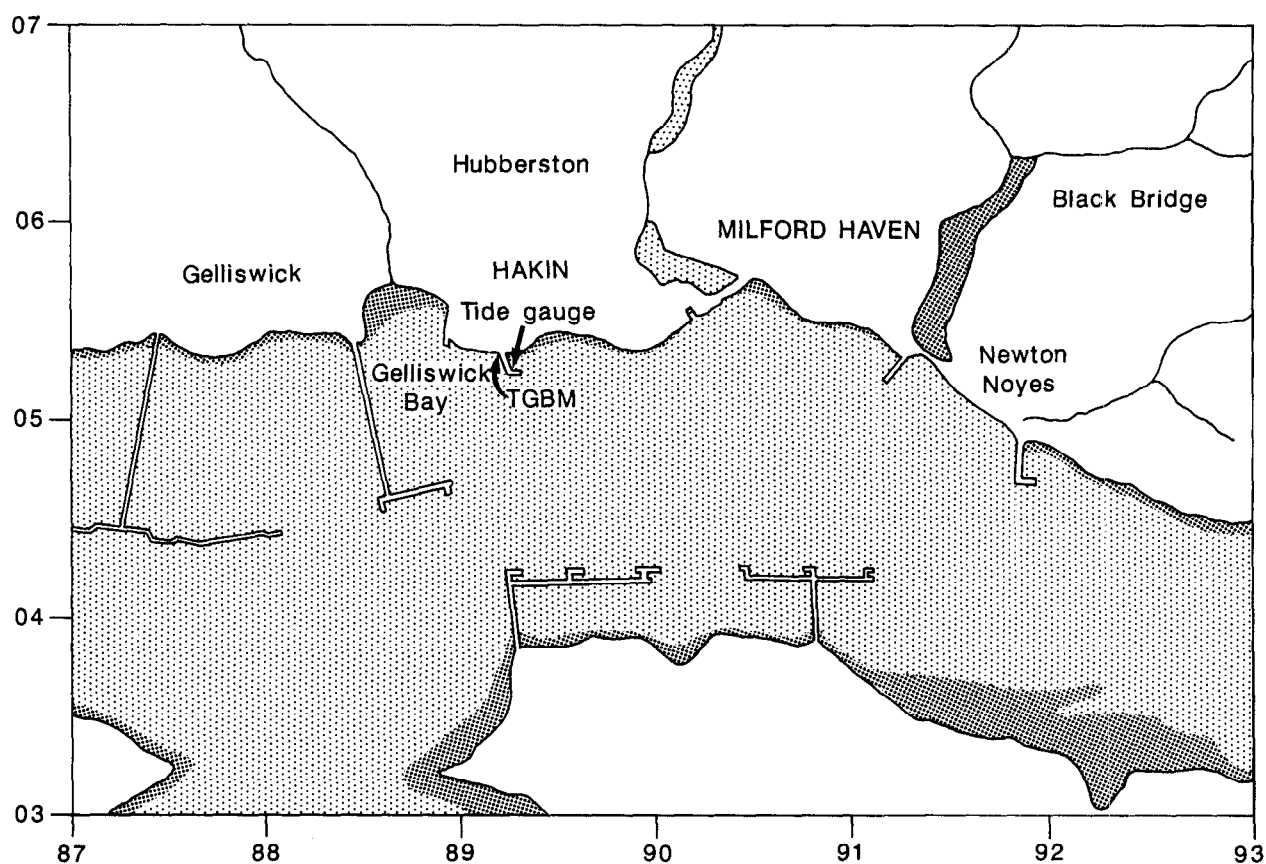 07
Hubberston
06
Black Bridge
MILFORD HAVEN
Gelliswick
HAKIN
Tide gauge
Newton
Noyes
Gelliswick
Bay
TGBM
05
04
03
87
88
89
90
91
92
93